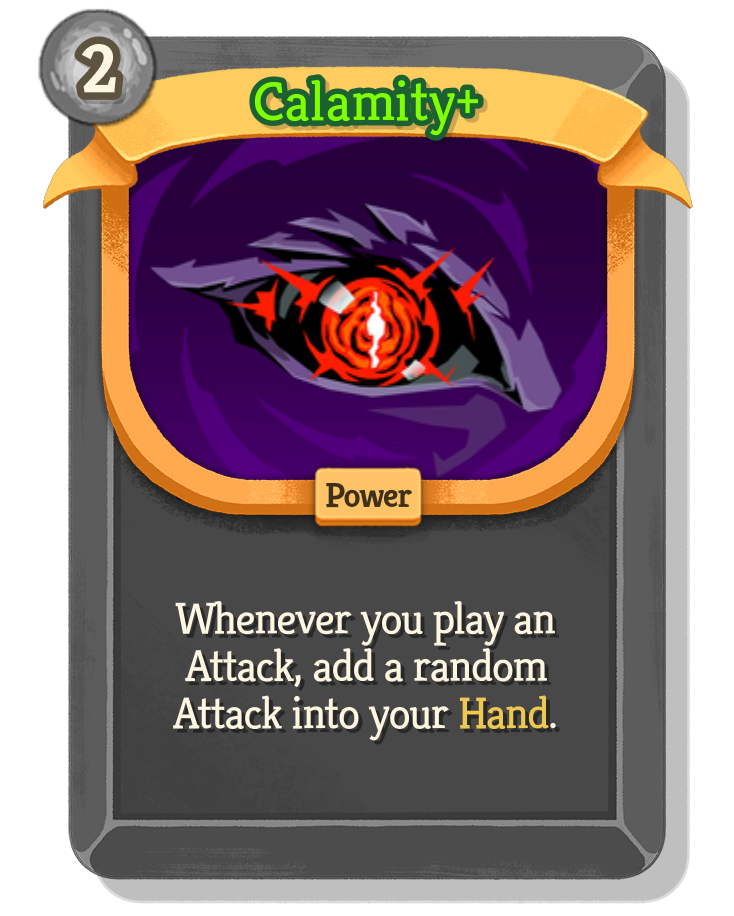 2
Calamity+
Power
Whenever you play an
Attack, add a random
Attack into your Hand.